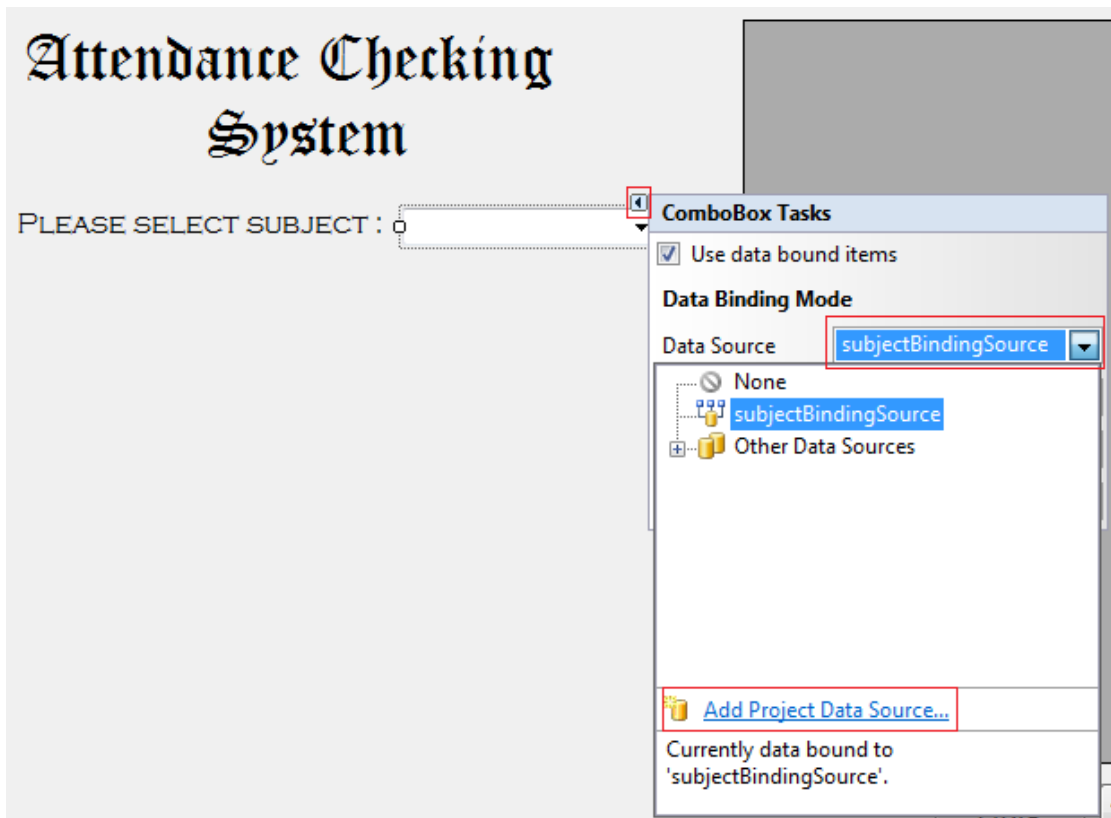 Attendance Checking
System
PLEASE SELECT SUBJECT :
ComboBox Tasks
Use data bound items
Data Binding Mode
Data Source subjectBindingSource
None
subjectBindingSource
Other Data Sources
Add Project Data Source...
Currently data bound to
'subjectBindingSource'.